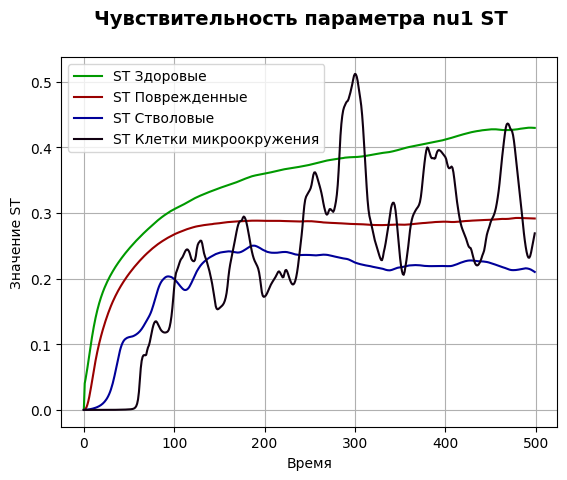 Чувствительность параметра nu1 ST
ST Здоровые
ST Поврежденные
ST Стволовые
ST Клетки микроокружения
Значение ST
0.5
0.4
0.3
0.2
0.1
0.0
0 100 200 300 400 500
Время